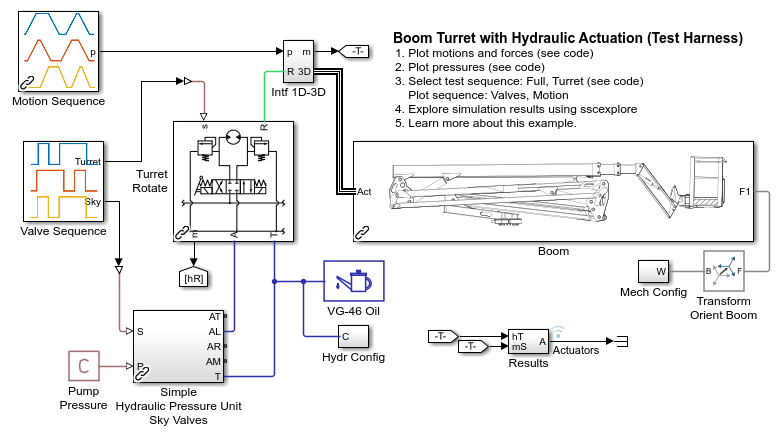 Boom Turret with Hydraulic Actuation (Test Harness)
1. Plot motions and forces (see code)
2. Plot pressures (see code)
3. Select test sequence: Full, Turret (see code)
Plot sequence: Valves, Motion
4. Explore simulation results using sscexplore
5. Learn more about this example.
p
Motion Sequence
p m
R 3D
Intf 1D-3D
-T-
Turret
Sky
Valve Sequence
Turret
Rotate
s
R
m
A
T
[hR]
Act
F1
Boom
W
Mech Config
B F
Transform
Orient Boom
VG-46 Oil
C
Hydr Config
S
P
AT
AL
AR
AM
T
Simple
Hydraulic Pressure Unit
Sky Valves
C
Pump
Pressure
-T-
-T-
hT
mS
A
Results
Actuators